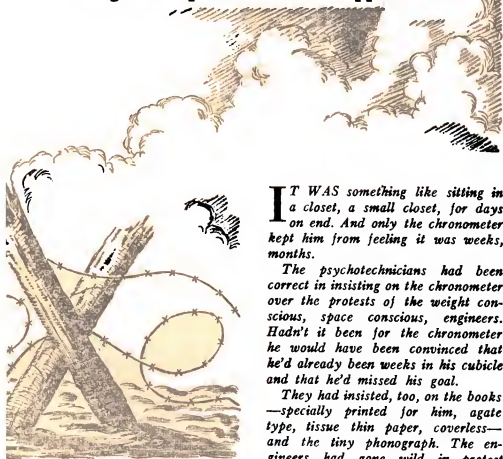 IT WAS something like sitting in
a closet, a small closet, for days
on end. And only the chronometer
kept him from feeling it was weeks,
months.
The psychotechnicians had been
correct in insisting on the chronometer
over the protests of the weight con-
scious, space conscious, engineers.
Hadn't it been for the chronometer
he would have been convinced that
he'd already been weeks in his cubicle
and that he'd missed his goal.
They had insisted, too, on the books
—specially printed for him, agate
type, tissue thin paper, coverless—
and the tiny phonograph. The en-
gineers had gone wild in protest